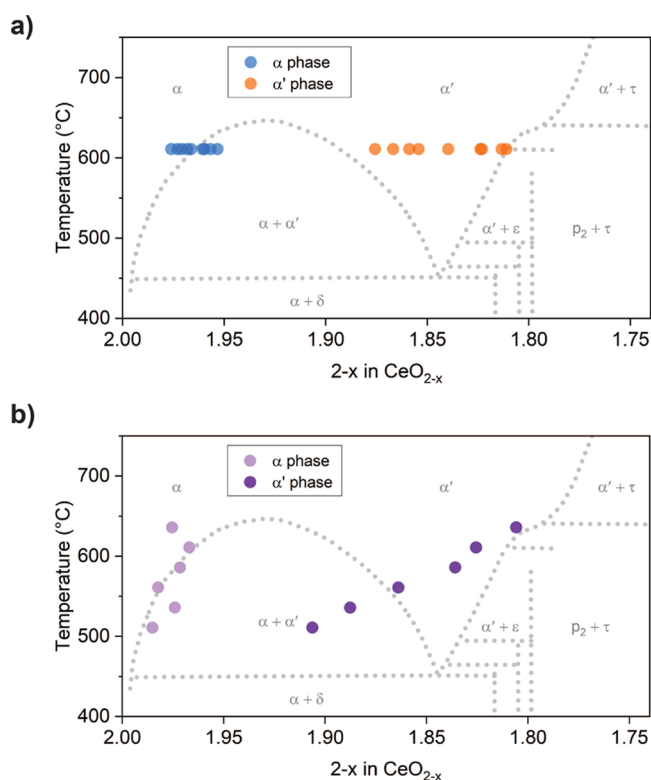 a)
α phase
α' phase
α
α'
α' + τ
α + α'
α' + ε
p₂ + τ
α + δ
700
600
500
400
Temperature (°C)
2.00 1.95 1.90 1.85 1.80 1.75
2-x in CeO₂₋ₓ
b)
α phase
α' phase
α
α'
α' + τ
α + α'
α' + ε
p₂ + τ
α + δ
700
600
500
400
Temperature (°C)
2.00 1.95 1.90 1.85 1.80 1.75
2-x in CeO₂₋ₓ